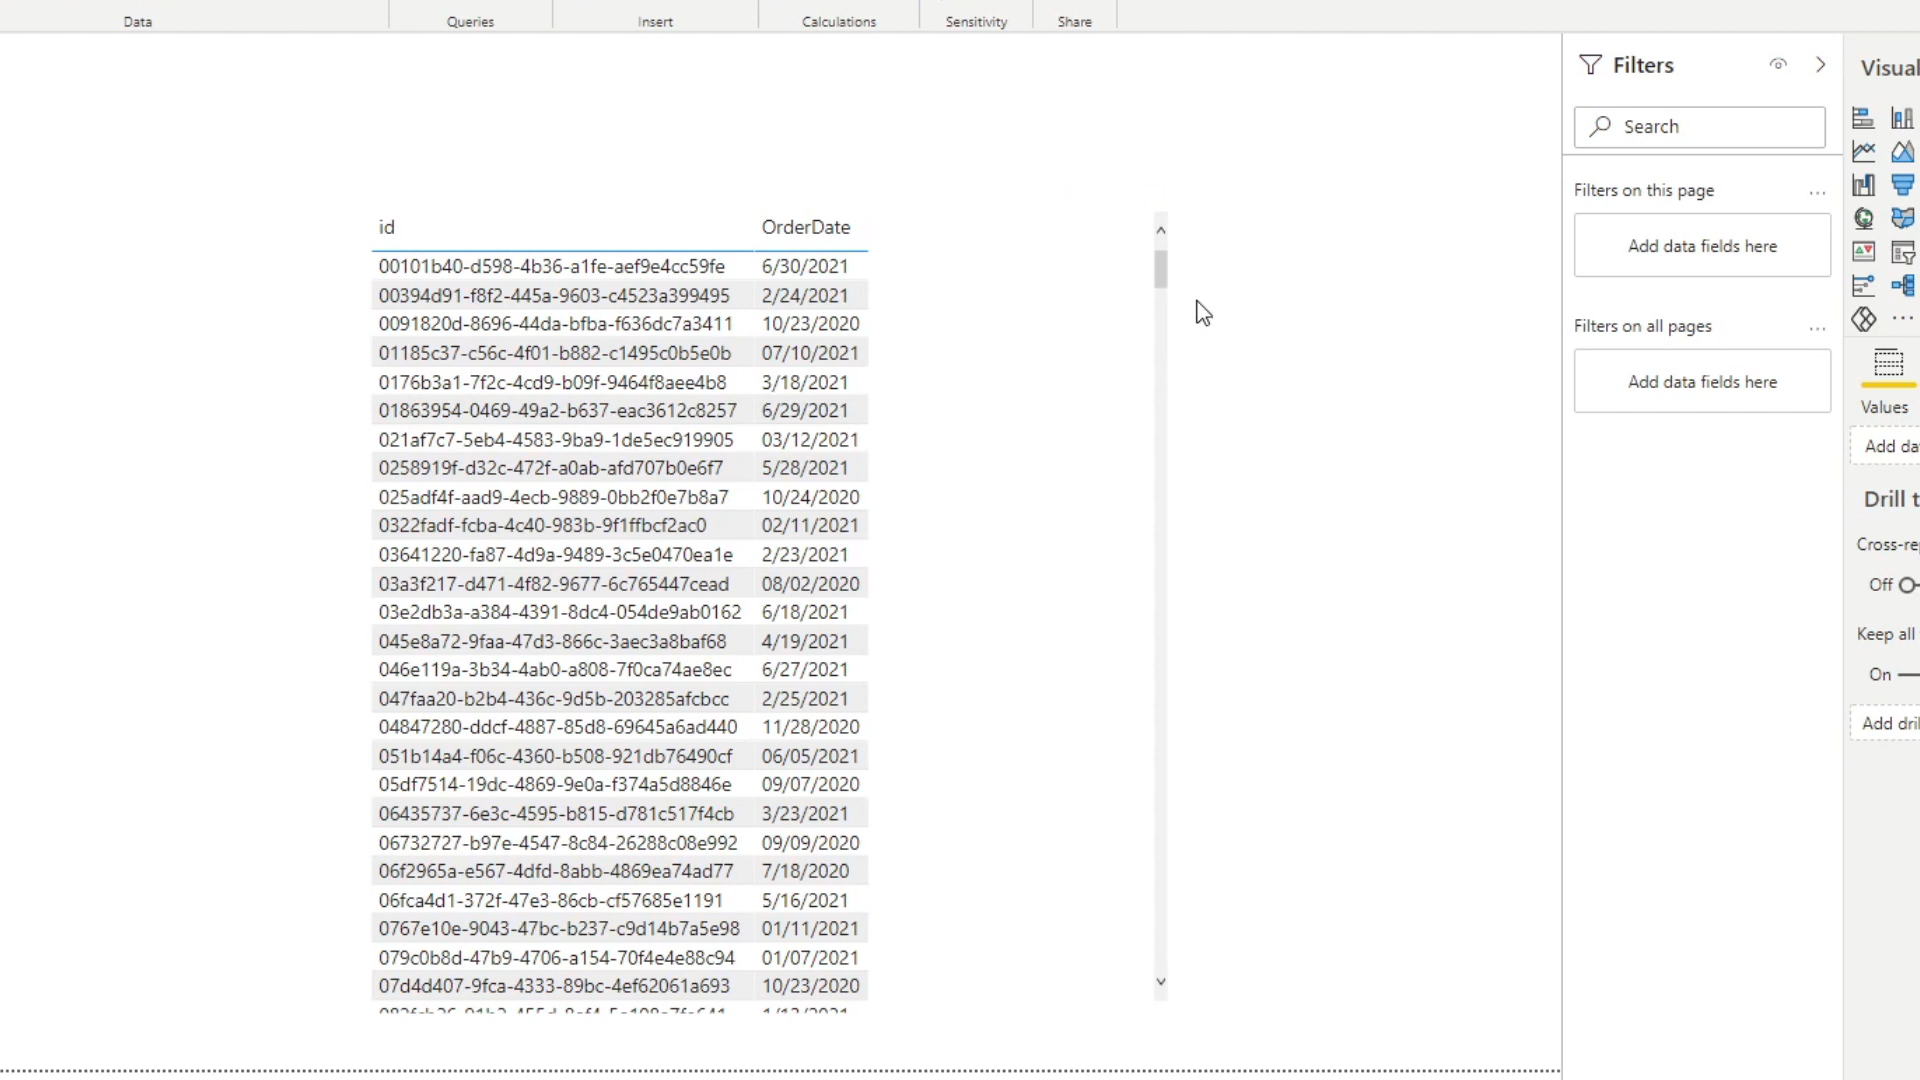 Data Queries Insert Calculations Sensitivity Share
Filters
Search
Filters on this page ...
Add data fields here
Filters on all pages ...
Add data fields here
id OrderDate
00101b40-d598-4b36-a1fe-aef9e4cc59fe 6/30/2021
00394d91-f8f2-445a-9603-c4523a399495 2/24/2021
0091820d-8696-44da-bfba-f636dc7a3411 10/23/2020
01185c37-c56c-4f01-b882-c1495c0b5e0b 07/10/2021
0176b3a1-7f2c-4cd9-b09f-9464f8aee4b8 3/18/2021
01863954-0469-49a2-b637-eac3612c8257 6/29/2021
021af7c7-5eb4-4583-9ba9-1de5ec919905 03/12/2021
0258919f-d32c-472f-a0ab-afd707b0e6f7 5/28/2021
025adf4f-aad9-4ecb-9889-0bb2f0e7b8a7 10/24/2020
0322fadf-fcba-4c40-983b-9f1ffbcf2ac0 02/11/2021
03641220-fa87-4d9a-9489-3c5e0470ea1e 2/23/2021
03a3f217-d471-4f82-9677-6c765447cead 08/02/2020
03e2db3a-a384-4391-8dc4-054de9ab0162 6/18/2021
045e8a72-9faa-47d3-866c-3aec3a8baf68 4/19/2021
046e119a-3b34-4ab0-a808-7f0ca74ae8ec 6/27/2021
047faa20-b2b4-436c-9d5b-203285afcbcc 2/25/2021
04847280-ddcf-4887-85d8-69645a6ad440 11/28/2020
051b14a4-f06c-4360-b508-921db76490cf 06/05/2021
05df7514-19dc-4869-9e0a-f374a5d8846e 09/07/2020
06435737-6e3c-4595-b815-d781c517f4cb 3/23/2021
06732727-b97e-4547-8c84-26288c08e992 09/09/2020
06f2965a-e567-4dfd-8abb-4869ea74ad77 7/18/2020
06fca4d1-372f-47e3-86cb-cf57685e1191 5/16/2021
0767e10e-9043-47bc-b237-c9d14b7a5e98 01/11/2021
079c0b8d-47b9-4706-a154-70f4e4e88c94 01/07/2021
07d4d407-9fca-4333-89bc-4ef62061a693 10/23/2020
Visual
Values
Add da
Drill t
Cross-re
Off
Keep all
On
Add dril